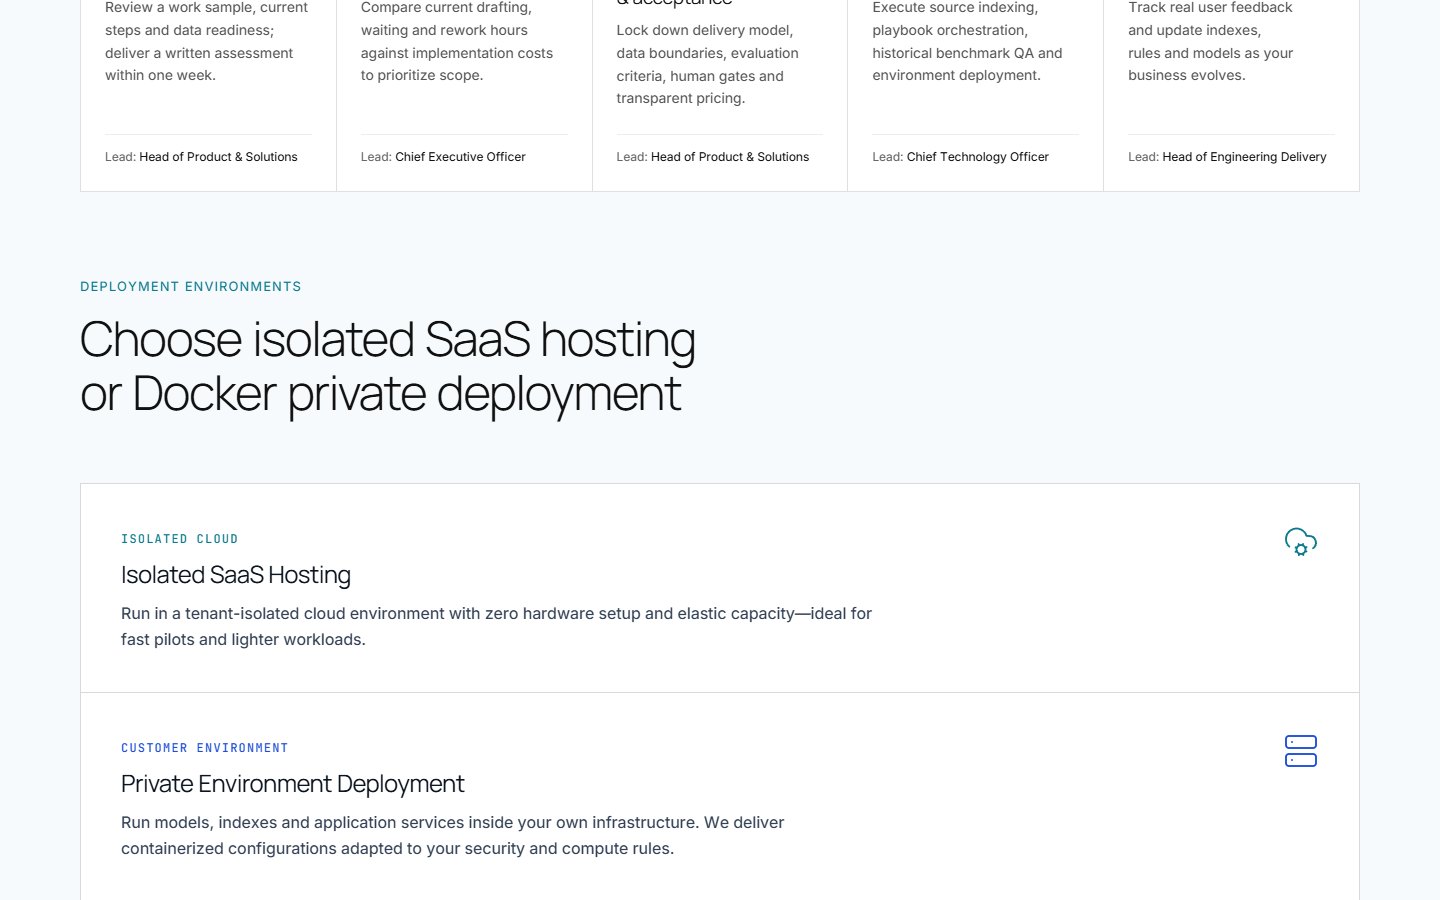 Review a work sample, current
steps and data readiness;
deliver a written assessment
within one week.
Lead: Head of Product & Solutions
Compare current drafting,
waiting and rework hours
against implementation costs
to prioritize scope.
Lead: Chief Executive Officer
& acceptance
Lock down delivery model,
data boundaries, evaluation
criteria, human gates and
transparent pricing.
Lead: Head of Product & Solutions
Execute source indexing,
playbook orchestration,
historical benchmark QA and
environment deployment.
Lead: Chief Technology Officer
Track real user feedback
and update indexes,
rules and models as your
business evolves.
Lead: Head of Engineering Delivery
DEPLOYMENT ENVIRONMENTS
Choose isolated SaaS hosting
or Docker private deployment
ISOLATED CLOUD
Isolated SaaS Hosting
Run in a tenant-isolated cloud environment with zero hardware setup and elastic capacity—ideal for
fast pilots and lighter workloads.
CUSTOMER ENVIRONMENT
Private Environment Deployment
Run models, indexes and application services inside your own infrastructure. We deliver
containerized configurations adapted to your security and compute rules.